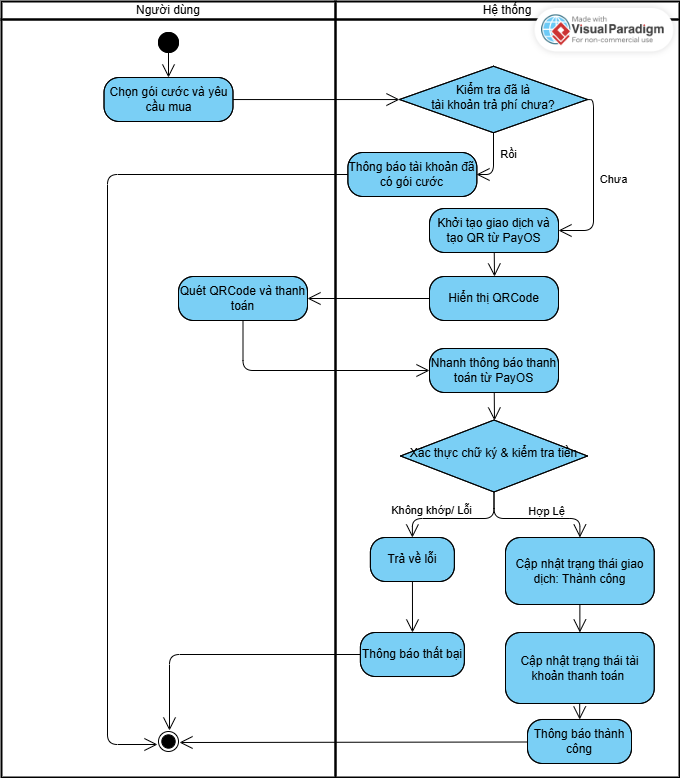 Người dùng
Hệ thống
Made with
VisualParadigm
For non-commercial use
Chọn gói cước và yêu
cầu mua
Kiểm tra đã là
tài khoản trả phí chưa?
Rồi
Chưa
Thông báo tài khoản đã
có gói cước
Khởi tạo giao dịch và
tạo QR từ PayOS
Quét QRCode và thanh
toán
Hiển thị QRCode
Nhanh thông báo thanh
toán từ PayOS
Xác thực chữ ký & kiểm tra tiền
Không khớp/ Lỗi
Hợp Lệ
Trả về lỗi
Cập nhật trạng thái giao
dịch: Thành công
Thông báo thất bại
Cập nhật trạng thái tài
khoản thanh toán
Thông báo thành
công